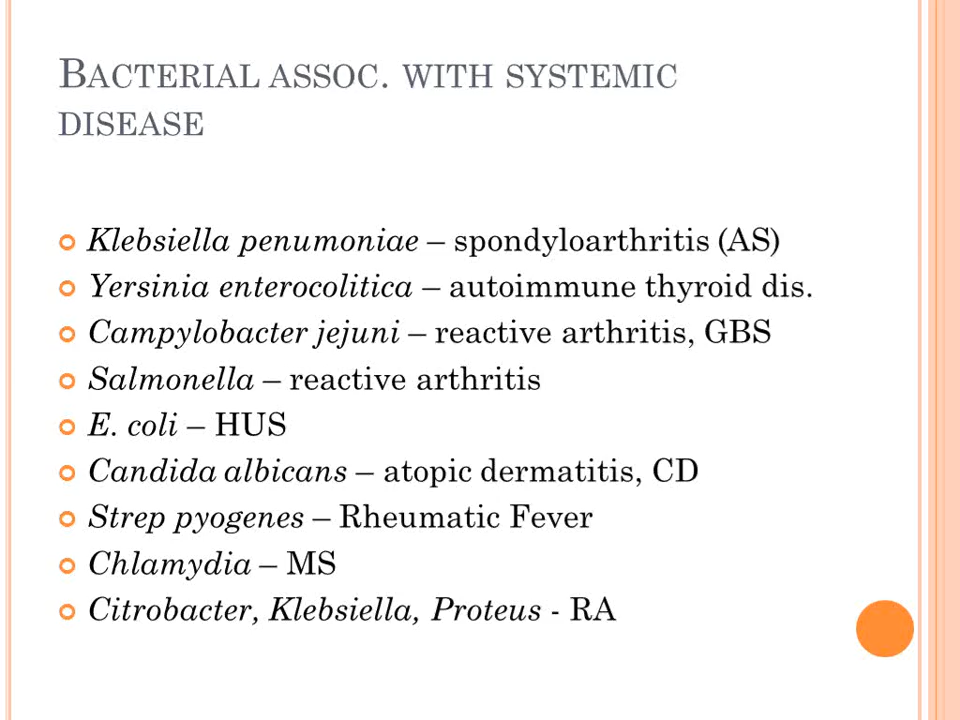 BACTERIAL ASSOC. WITH SYSTEMIC
DISEASE
Klebsiella penumoniae – spondyloarthritis (AS)
Yersinia enterocolitica – autoimmune thyroid dis.
Campylobacter jejuni – reactive arthritis, GBS
Salmonella – reactive arthritis
E. coli – HUS
Candida albicans – atopic dermatitis, CD
Strep pyogenes – Rheumatic Fever
Chlamydia – MS
Citrobacter, Klebsiella, Proteus - RA